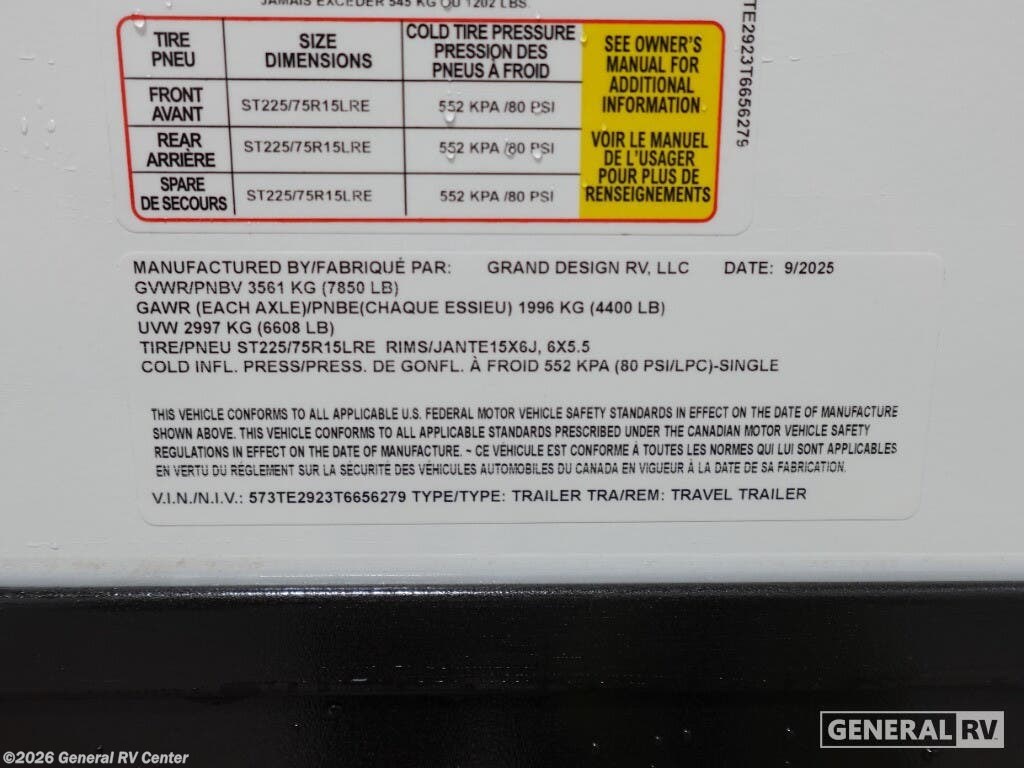 JAMAIS EXCÉDER 545 KG OU 1202 LBS.
TIRE
PNEU
SIZE
DIMENSIONS
COLD TIRE PRESSURE
PRESSION DES
PNEUS À FROID
SEE OWNER'S
MANUAL FOR
ADDITIONAL
INFORMATION
VOIR LE MANUEL
DE L'USAGER
POUR PLUS DE
RENSEIGNEMENTS
FRONT
AVANT
ST225/75R15LRE
552 KPA /80 PSI
REAR
ARRIÈRE
ST225/75R15LRE
552 KPA /80 PSI
SPARE
DE SECOURS
ST225/75R15LRE
552 KPA /80 PSI
TE2923T6656279
MANUFACTURED BY/FABRIQUÉ PAR: GRAND DESIGN RV, LLC DATE: 9/2025
GVWR/PNBV 3561 KG (7850 LB)
GAWR (EACH AXLE)/PNBE(CHAQUE ESSIEU) 1996 KG (4400 LB)
UVW 2997 KG (6608 LB)
TIRE/PNEU ST225/75R15LRE RIMS/JANTE15X6J, 6X5.5
COLD INFL. PRESS/PRESS. DE GONFL. À FROID 552 KPA (80 PSI/LPC)-SINGLE
THIS VEHICLE CONFORMS TO ALL APPLICABLE U.S. FEDERAL MOTOR VEHICLE SAFETY STANDARDS IN EFFECT ON THE DATE OF MANUFACTURE
SHOWN ABOVE. THIS VEHICLE CONFORMS TO ALL APPLICABLE STANDARDS PRESCRIBED UNDER THE CANADIAN MOTOR VEHICLE SAFETY
REGULATIONS IN EFFECT ON THE DATE OF MANUFACTURE. ~ CE VÉHICULE EST CONFORME À TOUTES LES NORMES QUI LUI SONT APPLICABLES
EN VERTU DU RÉGLEMENT SUR LA SÉCURITÉ DES VÉHICULES AUTOMOBILES DU CANADA EN VIGUEUR À LA DATE DE SA FABRICATION.
V.I.N./N.I.V.: 573TE2923T6656279 TYPE/TYPE: TRAILER TRA/REM: TRAVEL TRAILER
GENERAL RV
©2026 General RV Center